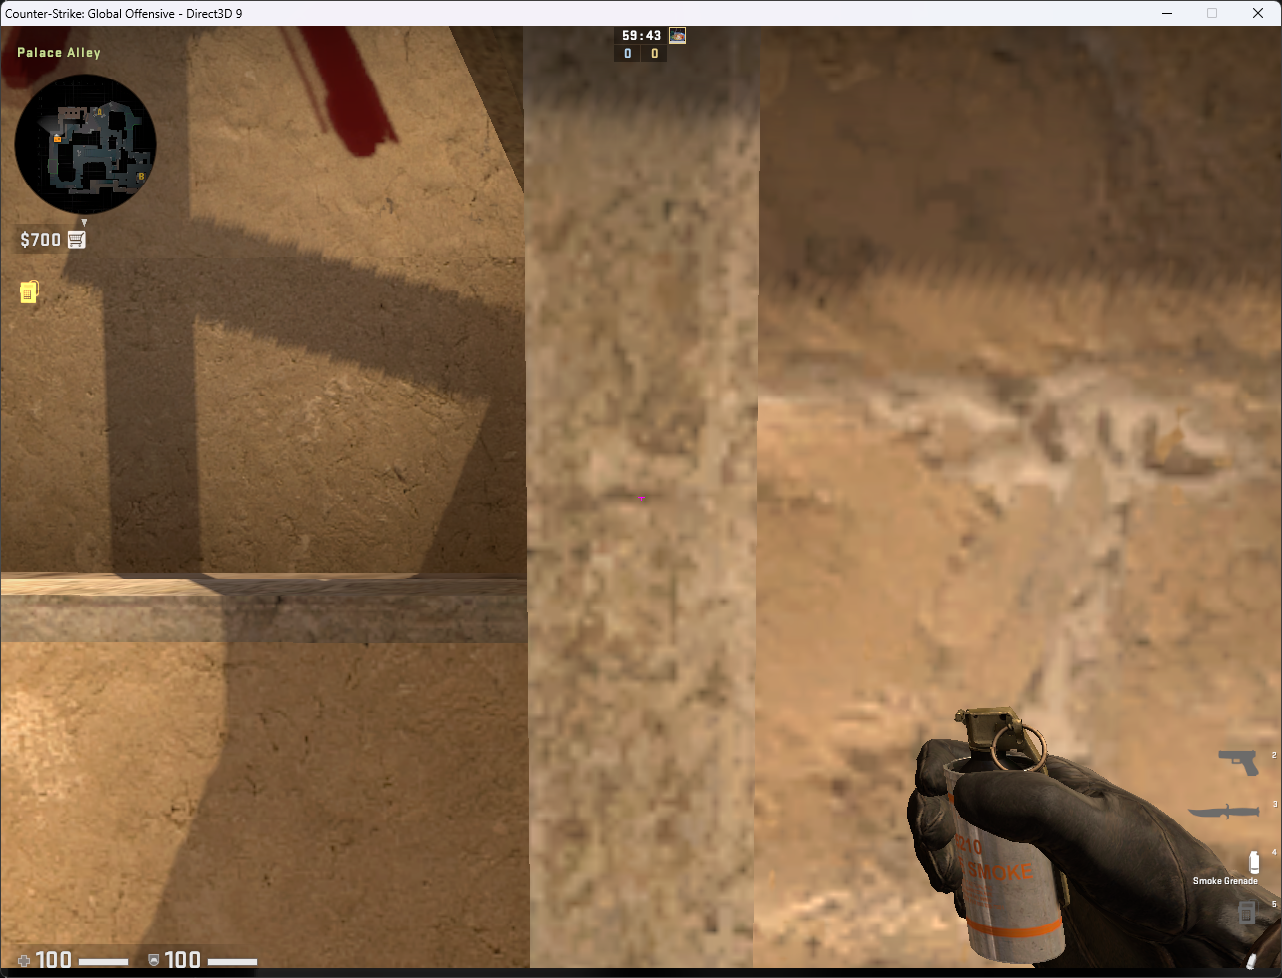 Counter-Strike: Global Offensive - Direct3D 9
Palace Alley
59:43
0 0
A
B
$700
2
3
4
Smoke Grenade
5
SMOKE
100 100